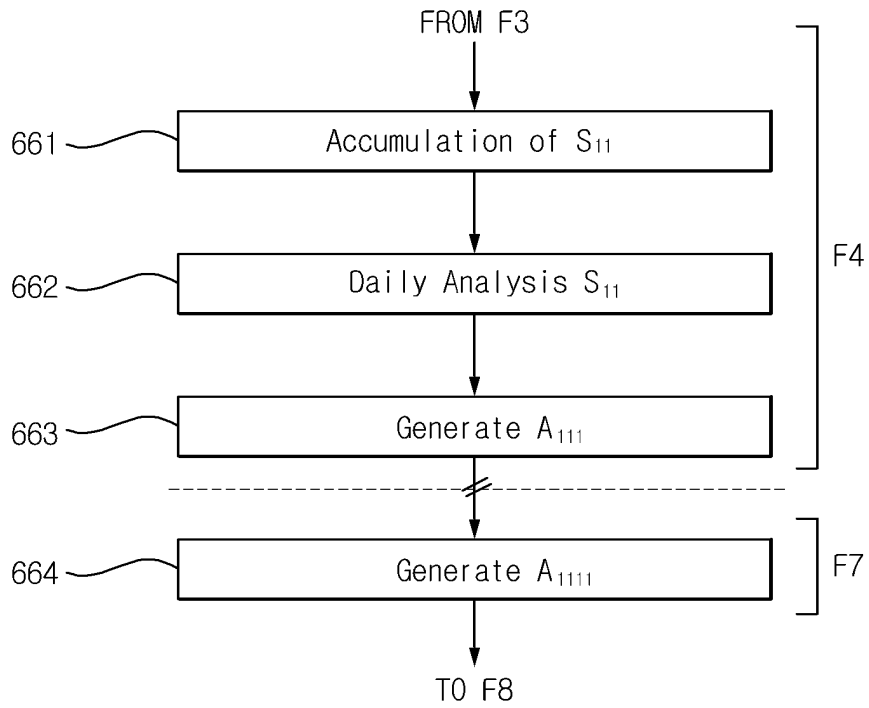 FROM F3
661
Accumulation of S₁₁
F4
662
Daily Analysis S₁₁
663
Generate A₁₁₁
664
Generate A₁₁₁₁
F7
TO F8